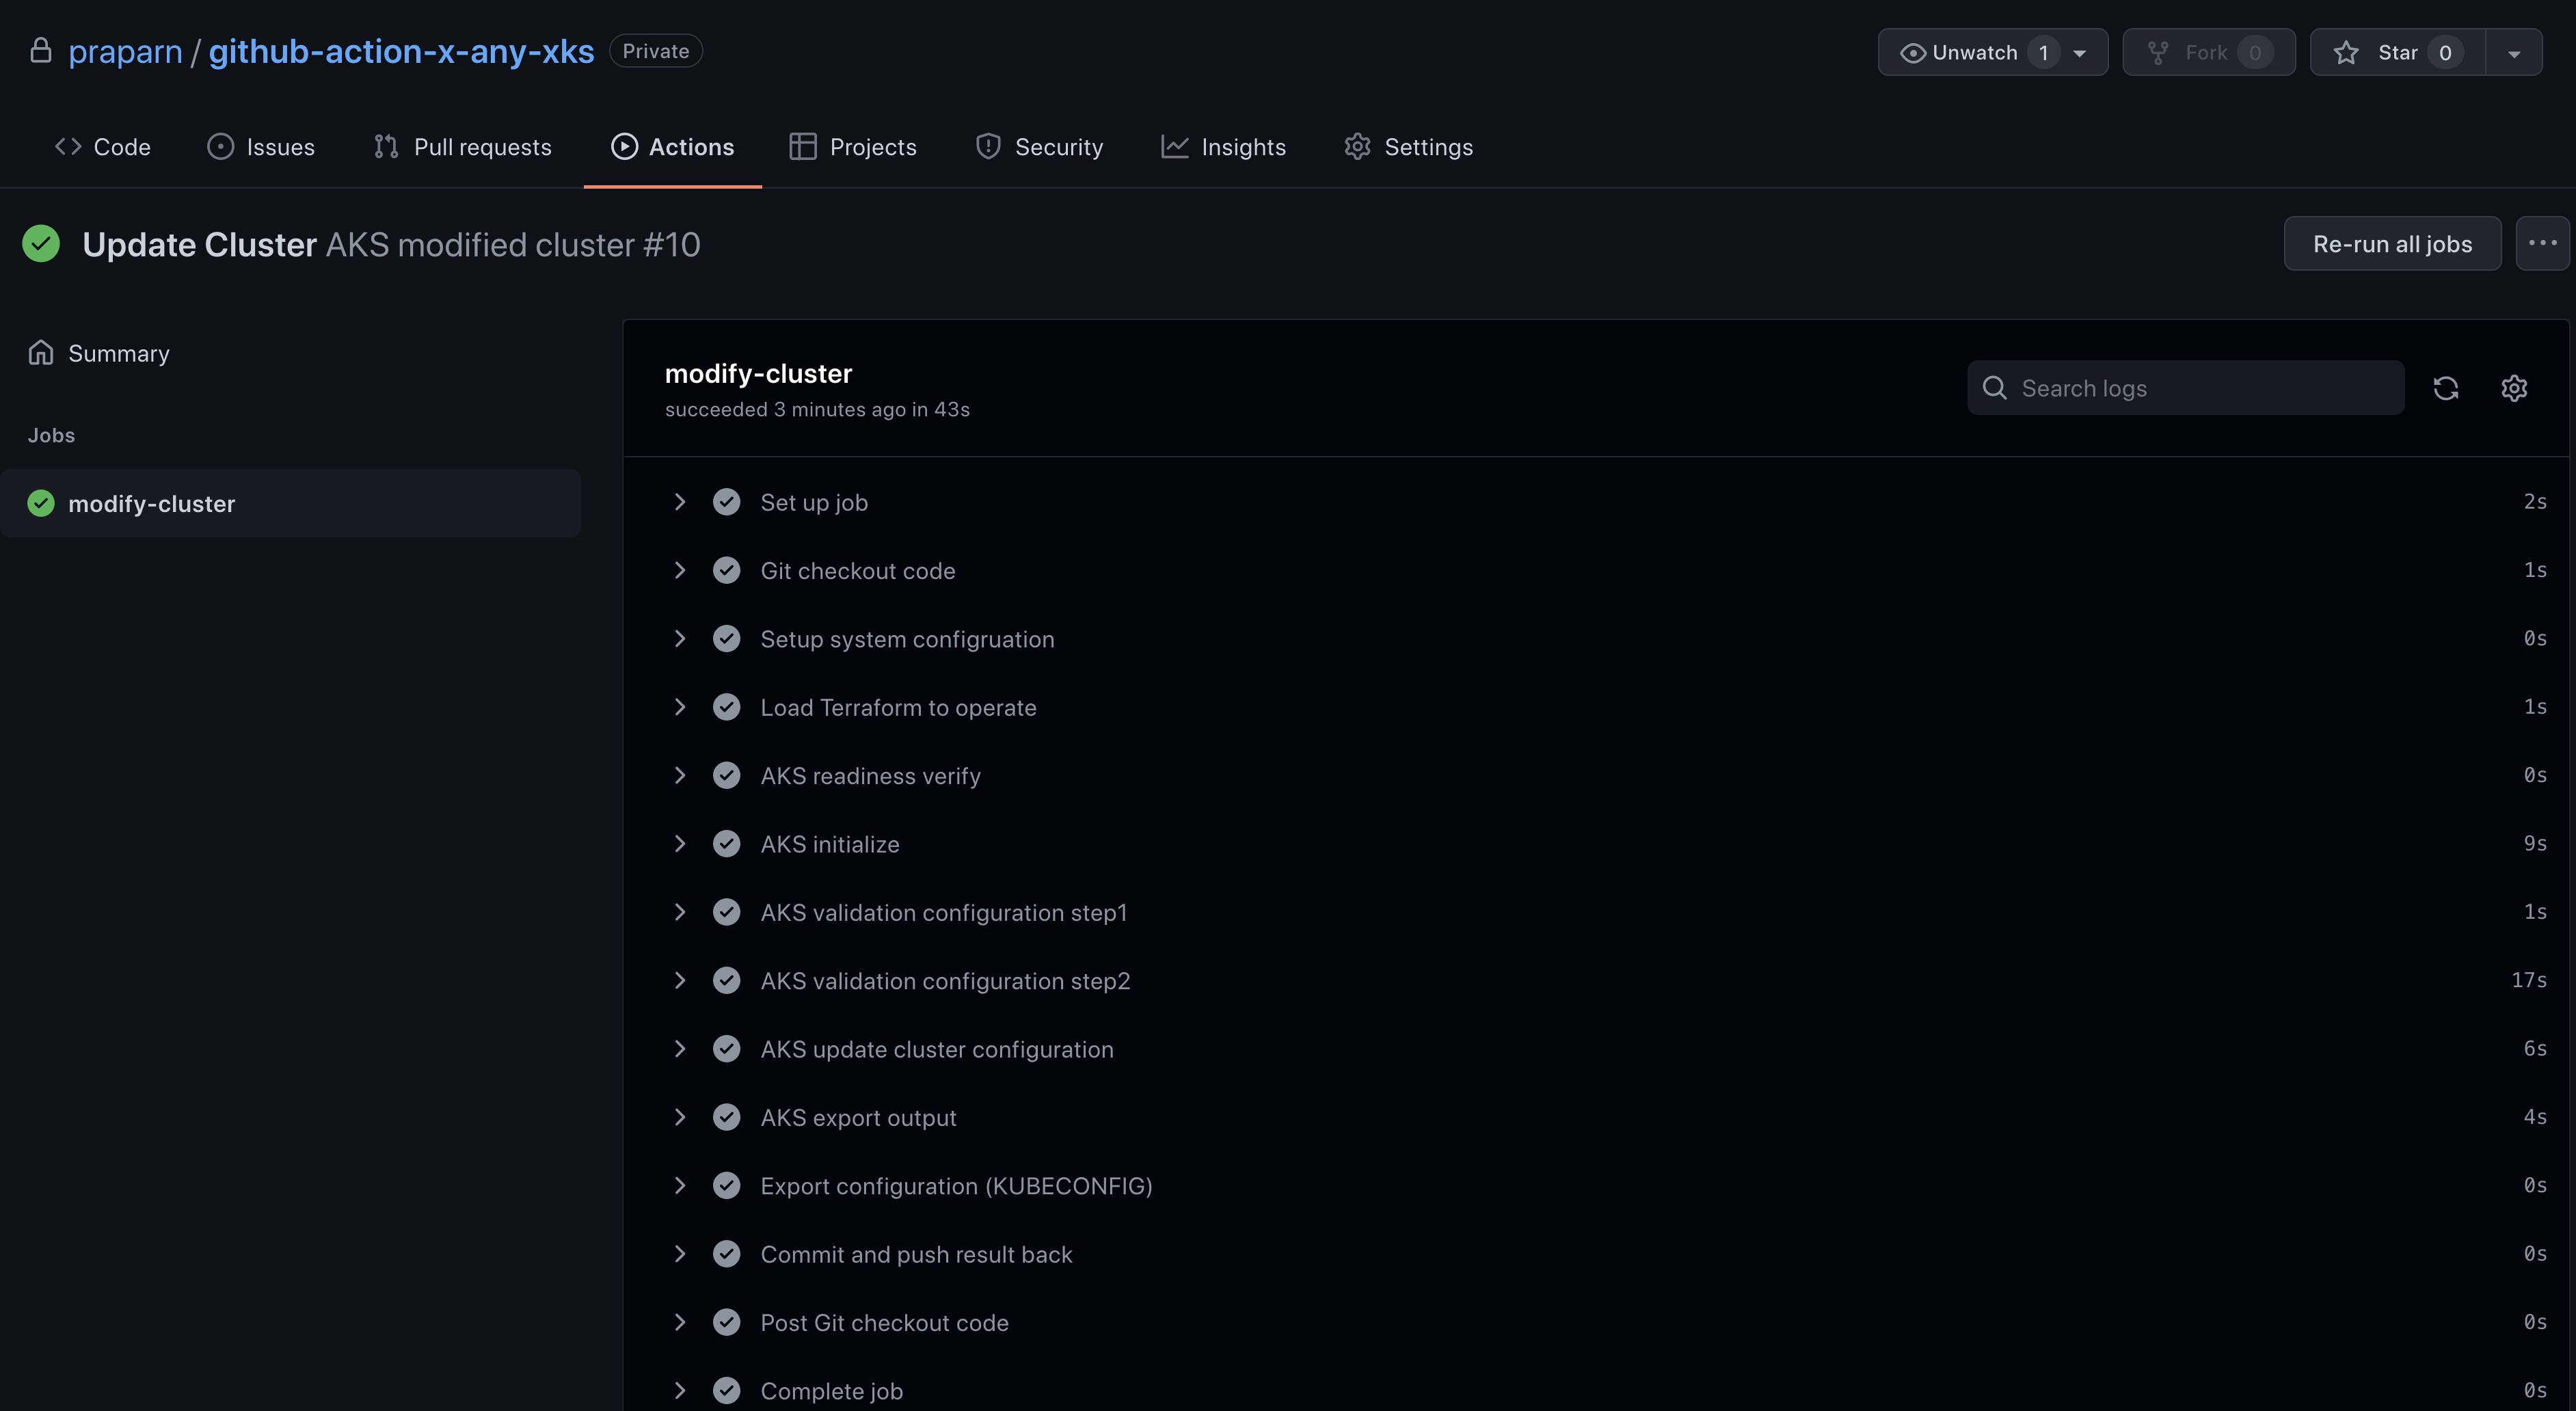 praparn / github-action-x-any-xks Private Unwatch 1 Fork 0 Star 0
Code Issues Pull requests Actions Projects Security Insights Settings
Update Cluster AKS modified cluster #10 Re-run all jobs ...
Summary
Jobs
modify-cluster
modify-cluster
succeeded 3 minutes ago in 43s
Search logs
Set up job 2s
Git checkout code 1s
Setup system configruation 0s
Load Terraform to operate 1s
AKS readiness verify 0s
AKS initialize 9s
AKS validation configuration step1 1s
AKS validation configuration step2 17s
AKS update cluster configuration 6s
AKS export output 4s
Export configuration (KUBECONFIG) 0s
Commit and push result back 0s
Post Git checkout code 0s
Complete job 0s